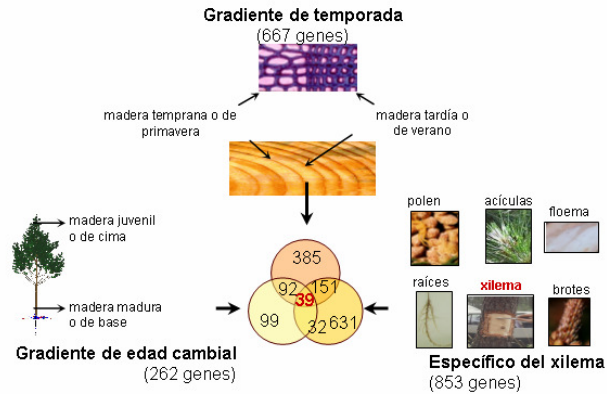 Gradiente de temporada
(667 genes)
madera temprana o de
primavera
madera tardía o
de verano
madera juvenil
o de cima
madera madura
o de base
Gradiente de edad cambial
(262 genes)
385
92
151
39
99
32
631
polen
acículas
floema
raíces
xilema
brotes
Específico del xilema
(853 genes)